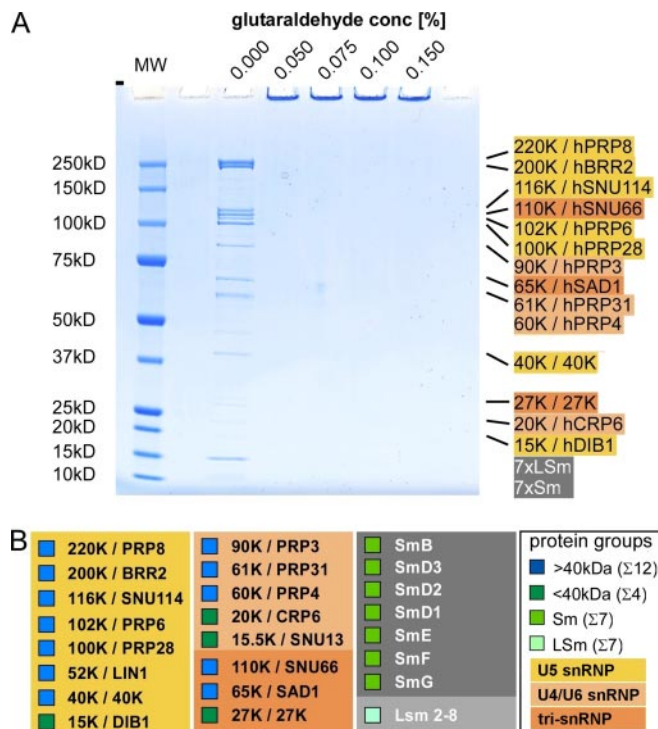 A
glutaraldehyde conc [%]
MW
0.000
0.050
0.075
0.100
0.150
250kD
150kD
100kD
75kD
50kD
37kD
25kD
20kD
15kD
10kD
220K / hPRP8
200K / hBRR2
116K / hSNU114
110K / hSNU66
102K / hPRP6
100K / hPRP28
90K / hPRP3
65K / hSAD1
61K / hPRP31
60K / hPRP4
40K / 40K
27K / 27K
20K / hCRP6
15K / hDIB1
7xLSm
7xSm
B
220K / PRP8
200K / BRR2
116K / SNU114
102K / PRP6
100K / PRP28
52K / LIN1
40K / 40K
15K / DIB1
90K / PRP3
61K / PRP31
60K / PRP4
20K / CRP6
15.5K / SNU13
110K / SNU66
65K / SAD1
27K / 27K
SmB
SmD3
SmD2
SmD1
SmE
SmF
SmG
Lsm 2-8
protein groups
>40kDa (Σ12)
<40kDa (Σ4)
Sm (Σ7)
LSm (Σ7)
U5 snRNP
U4/U6 snRNP
tri-snRNP